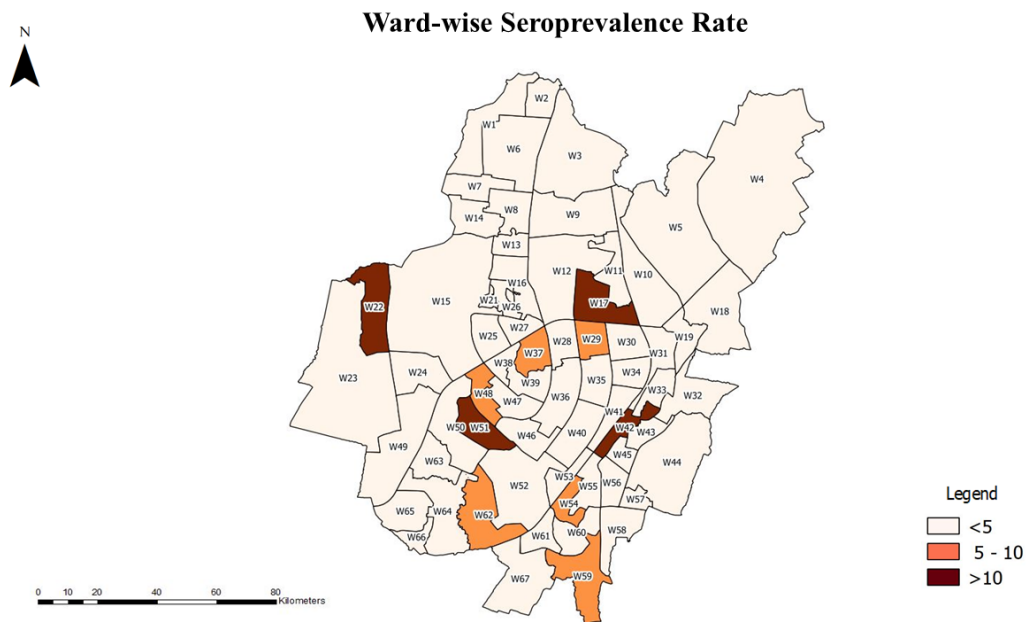 Ward-wise Seroprevalence Rate
N
W2
W1
W6
W3
W4
W7
W14
W8
W9
W5
W13
W12
W11
W10
W16
W22
W15
W21
W26
W17
W18
W25
W27
W37
W28
W29
W30
W19
W31
W23
W24
W38
W39
W35
W34
W48
W47
W36
W33
W32
W50
W51
W46
W40
W41
W42
W43
W49
W63
W45
W44
W52
W53
W55
W56
W65
W64
W62
W54
W57
W66
W61
W60
W58
W67
W59
Legend
<5
5 - 10
>10
0 10 20 40 60 80
Kilometers